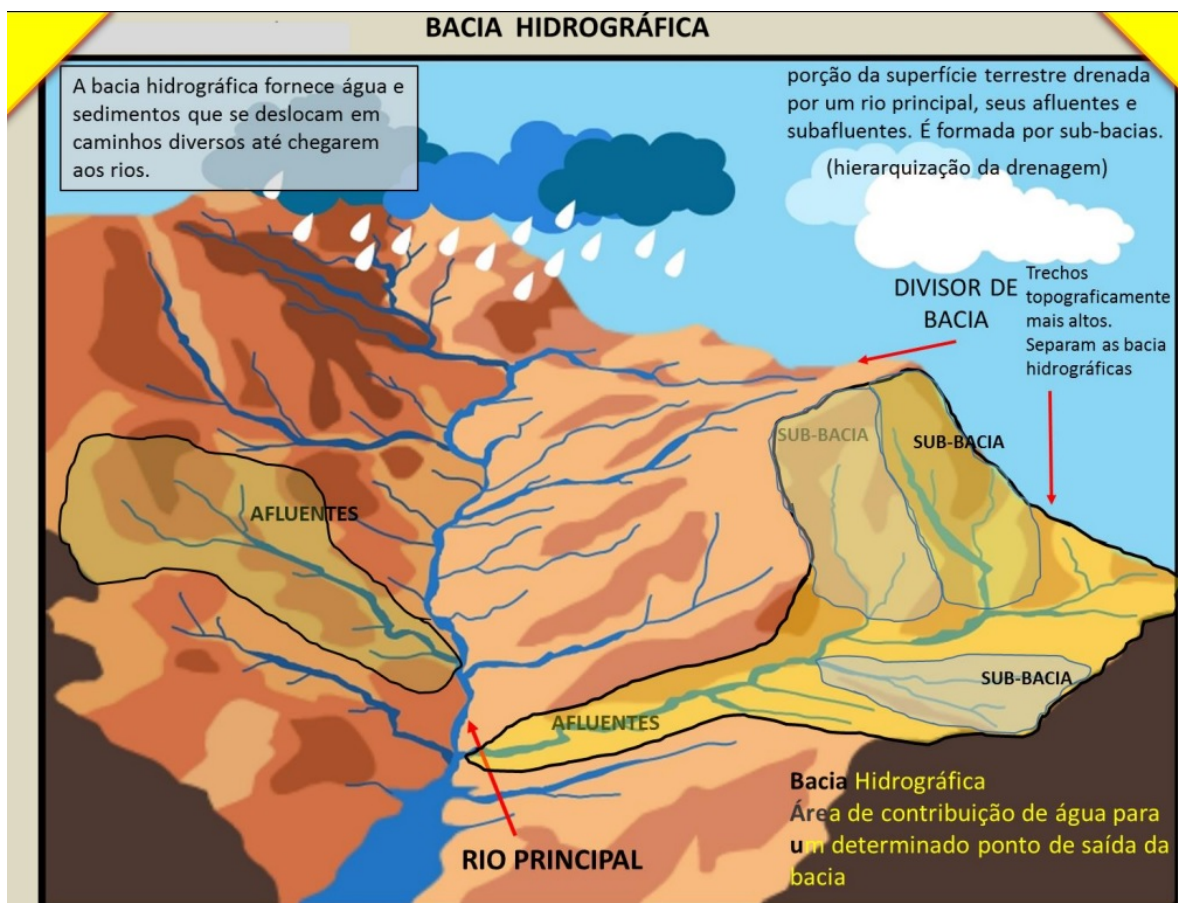 BACIA HIDROGRÁFICA
A bacia hidrográfica fornece água e
sedimentos que se deslocam em
caminhos diversos até chegarem
aos rios.
porção da superfície terrestre drenada
por um rio principal, seus afluentes e
subafluentes. É formada por sub-bacias.
(hierarquização da drenagem)
DIVISOR DE
BACIA
Trechos
topograficamente
mais altos.
Separam as bacia
hidrográficas
SUB-BACIA
SUB-BACIA
AFLUENTES
SUB-BACIA
AFLUENTES
RIO PRINCIPAL
Bacia Hidrográfica
Área de contribuição de água para
um determinado ponto de saída da
bacia